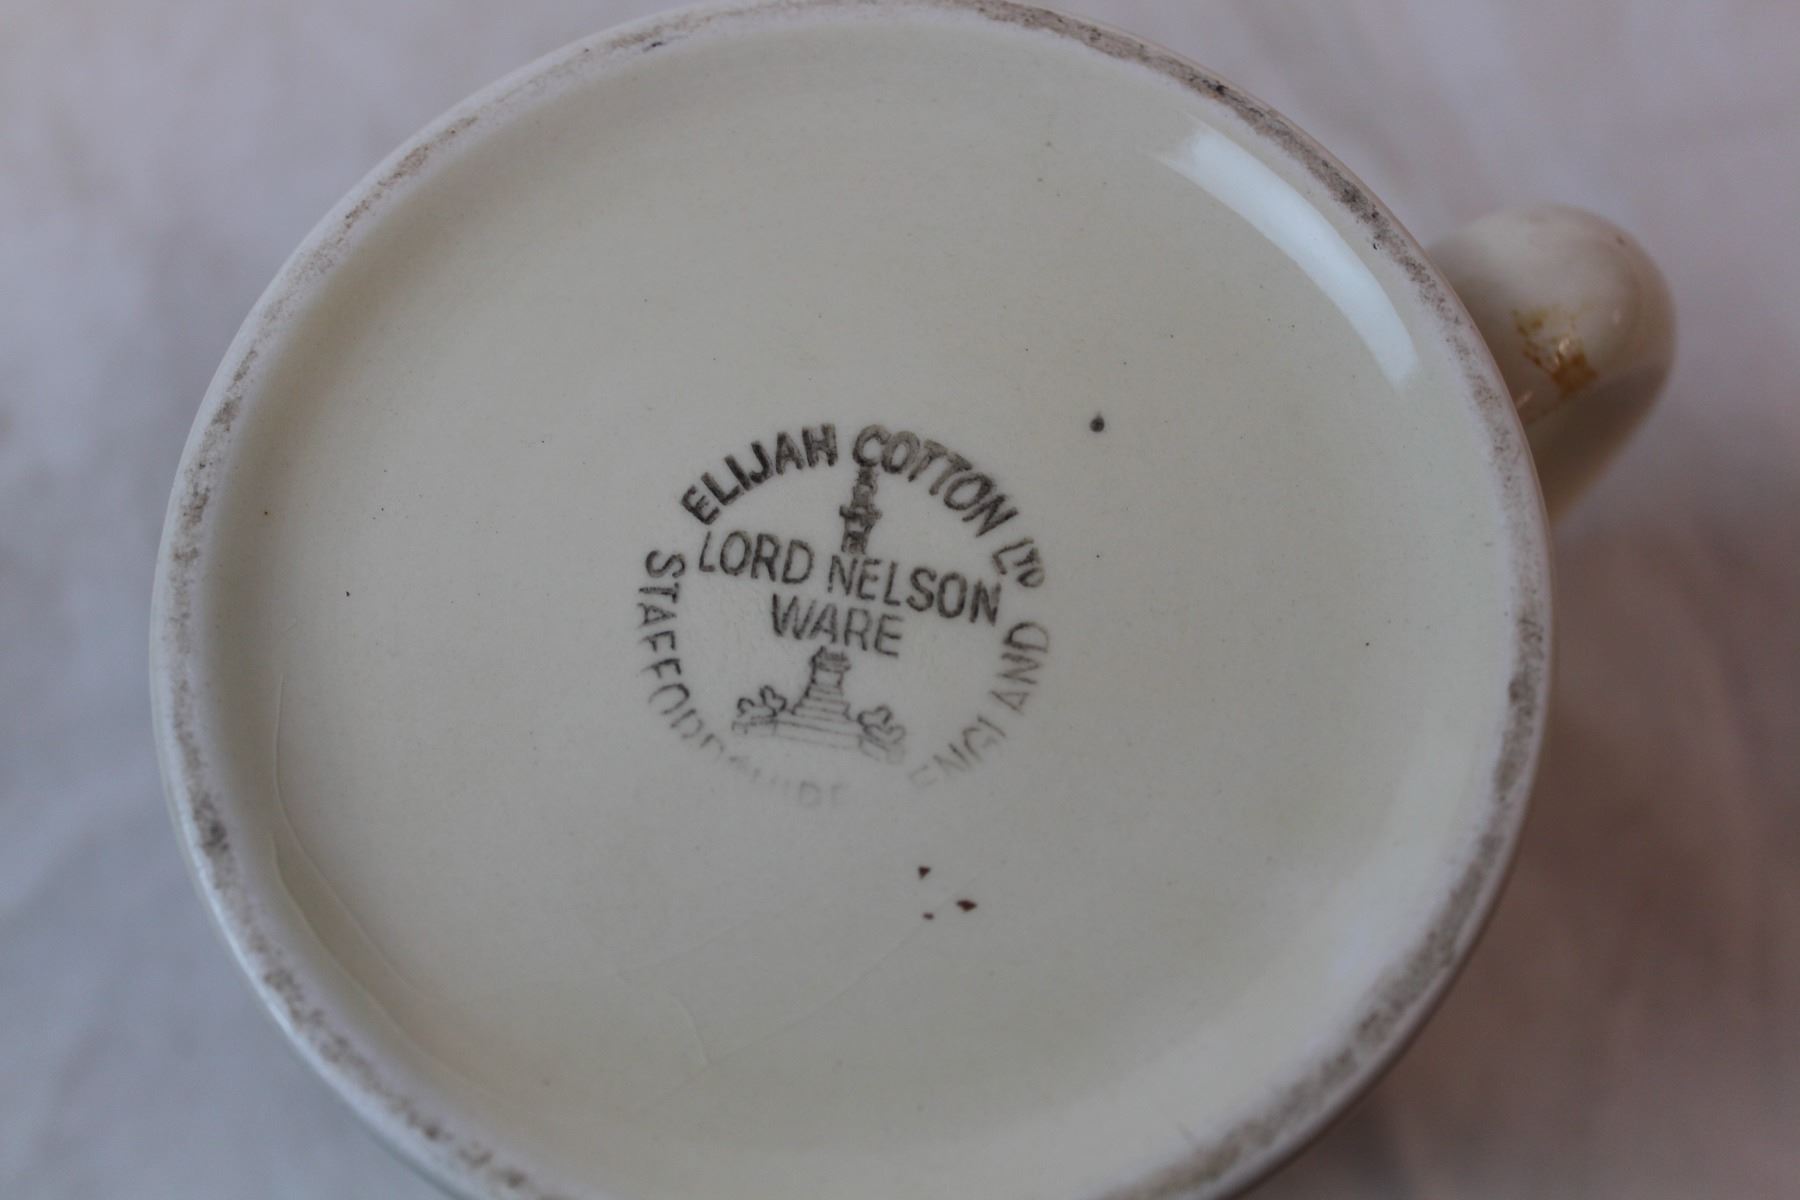 ELIJAH COTTON LTD
LORD NELSON
WARE
STAFFORDSHIRE ENGLAND